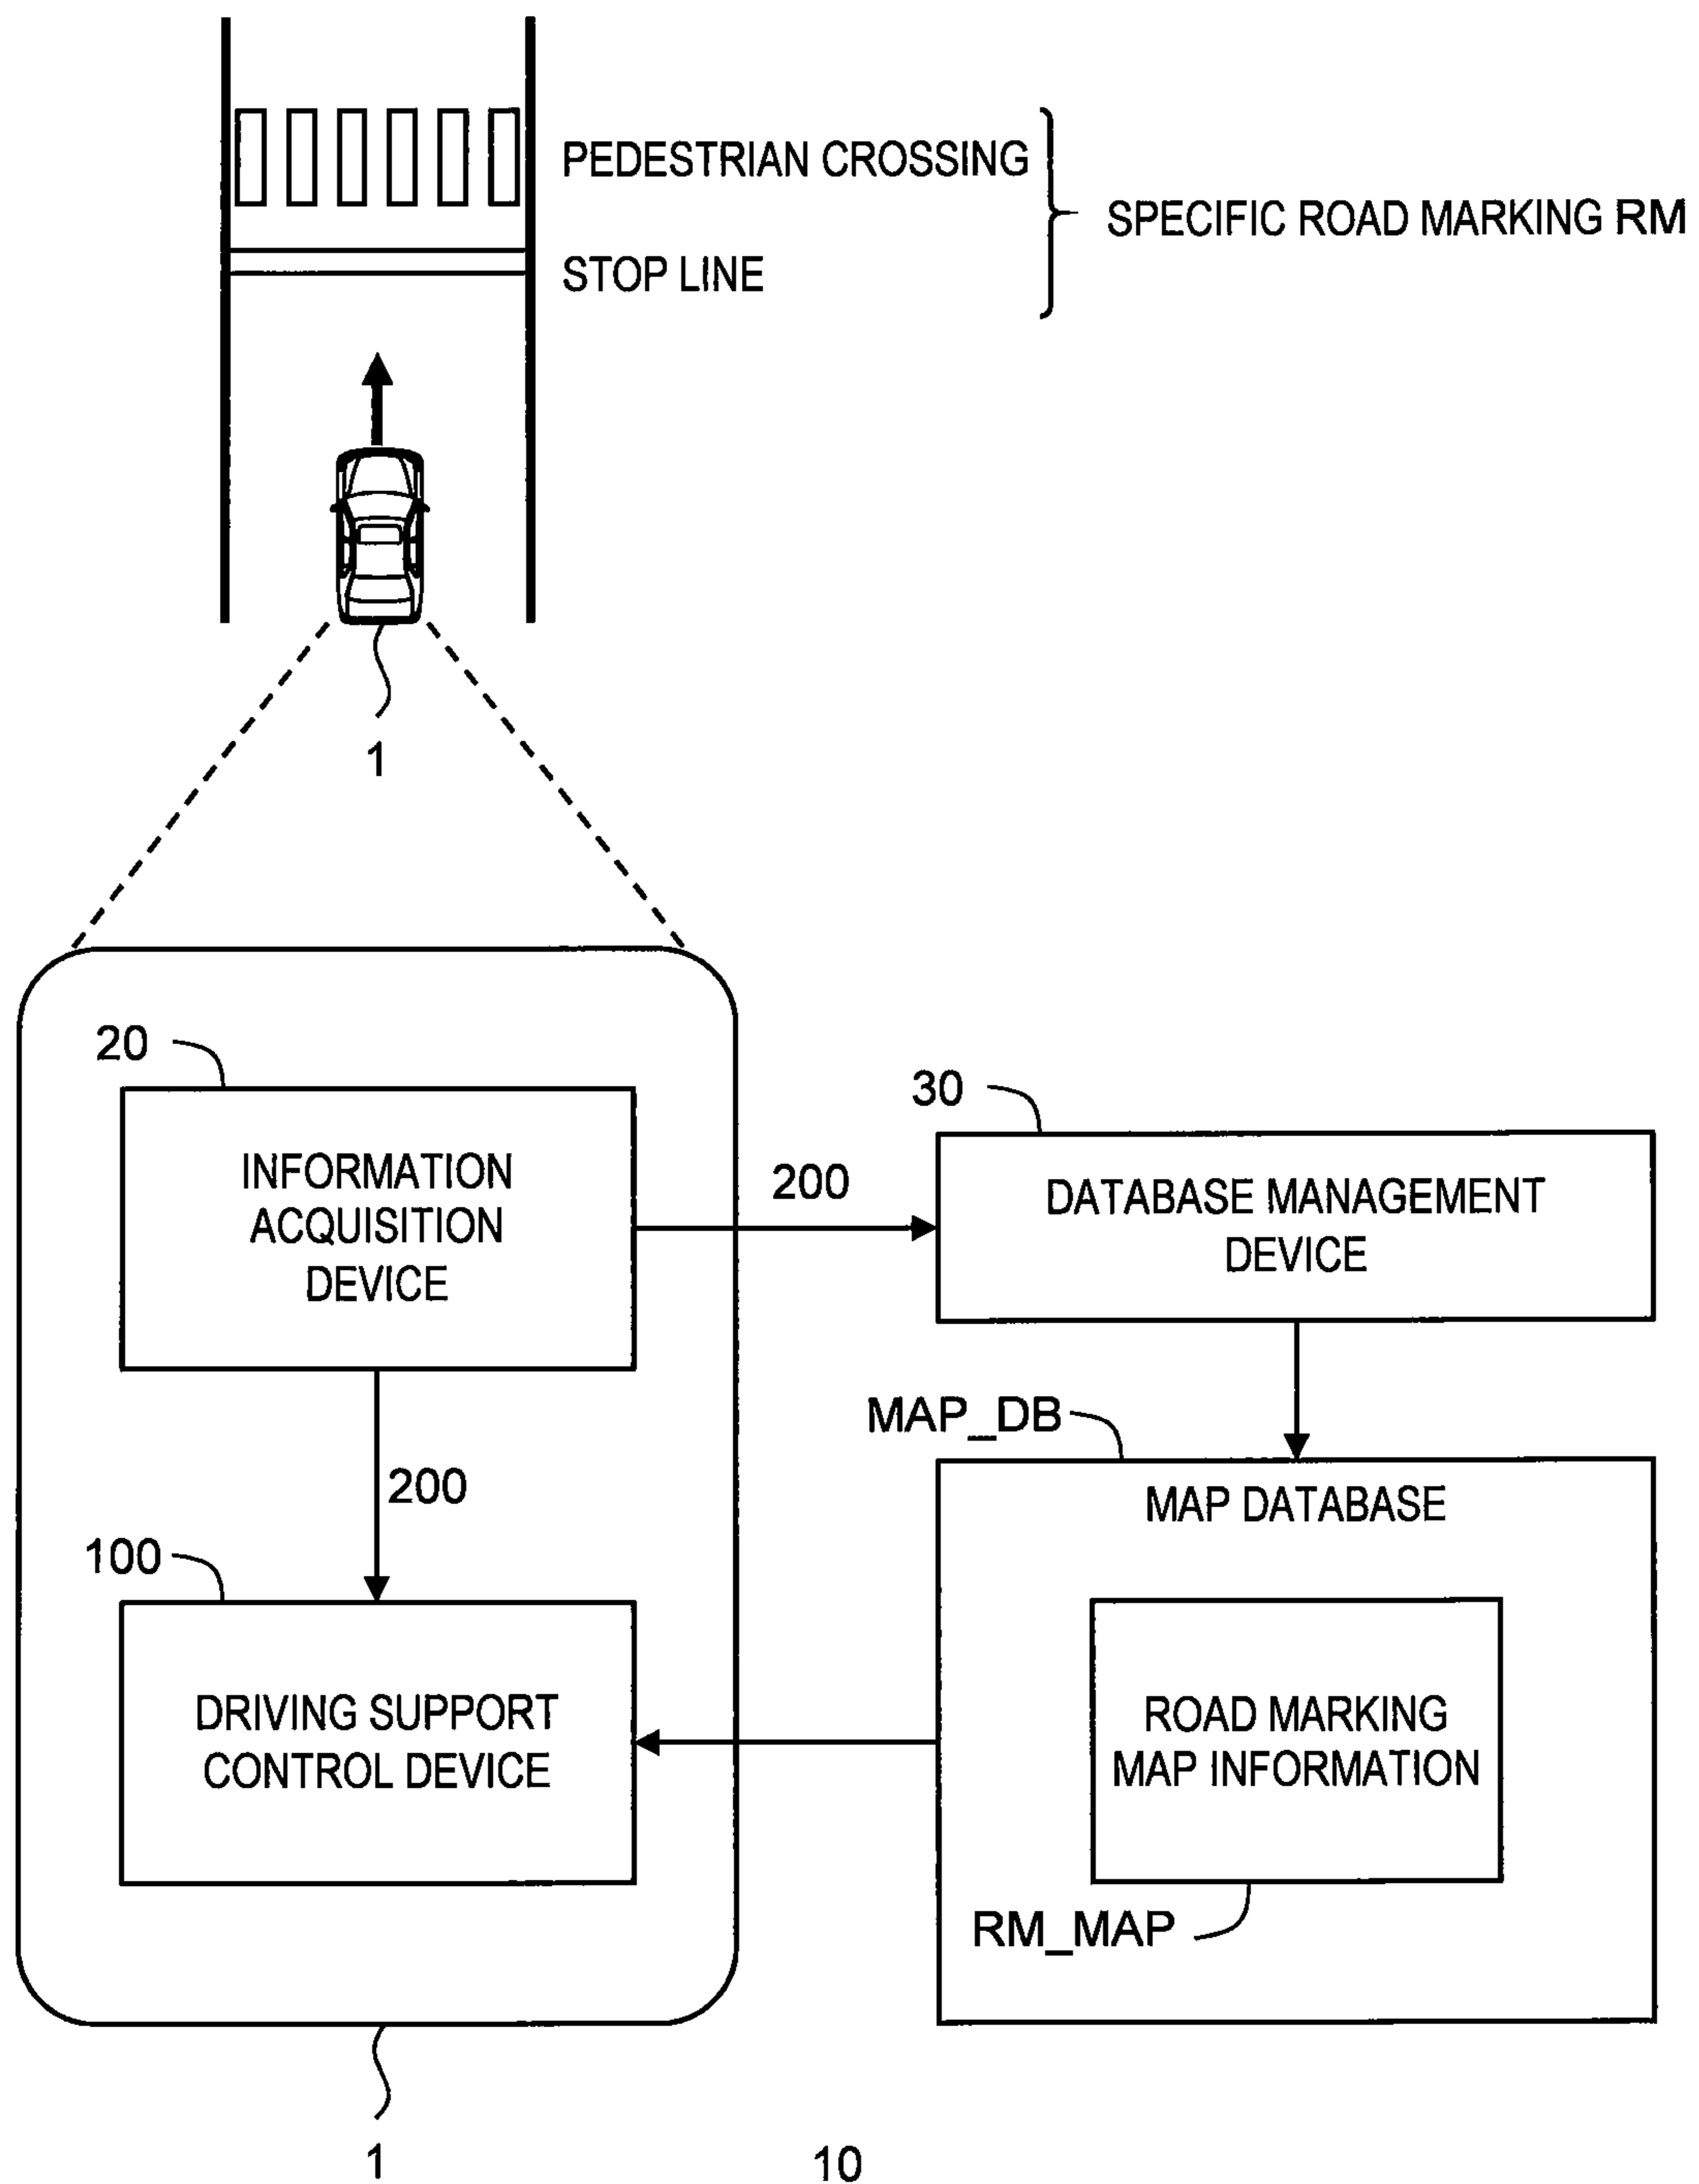 PEDESTRIAN CROSSING
SPECIFIC ROAD MARKING RM
STOP LINE
1
20
INFORMATION
ACQUISITION
DEVICE
200
30
DATABASE MANAGEMENT
DEVICE
200
MAP_DB
MAP DATABASE
100
DRIVING SUPPORT
CONTROL DEVICE
ROAD MARKING
MAP INFORMATION
RM_MAP
1
10